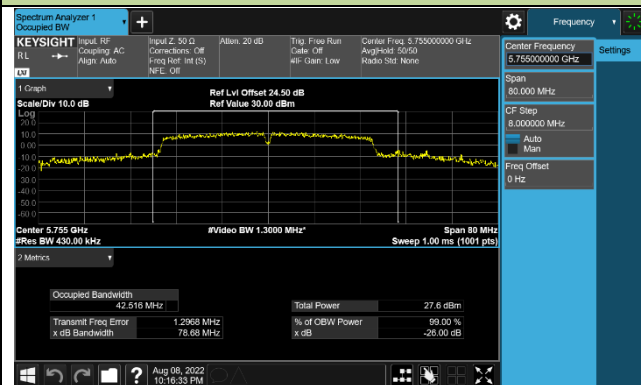 Spectrum Analyzer 1
Occupied BW
Frequency
KEYSIGHT
RL
LXI
Input: RF
Coupling: AC
Align: Auto
Input Z: 50 Ω
Corrections: Off
Freq Ref: Int (S)
NFE: Off
Atten: 20 dB
Trig: Free Run
Gate: Off
#IF Gain: Low
Center Freq: 5.755000000 GHz
Avg|Hold: 50/50
Radio Std: None
Center Frequency
5.755000000 GHz
Settings
Span
80.000 MHz
CF Step
8.000000 MHz
Auto
Man
Freq Offset
0 Hz
1 Graph
Scale/Div 10.0 dB
Ref Lvl Offset 24.50 dB
Ref Value 30.00 dBm
Log
20.0
10.0
0.00
-10.0
-20.0
-30.0
-40.0
-50.0
-60.0
Center 5.755 GHz
#Res BW 430.00 kHz
#Video BW 1.3000 MHz*
Span 80 MHz
Sweep 1.00 ms (1001 pts)
2 Metrics
Occupied Bandwidth
42.516 MHz
Total Power 27.6 dBm
Transmit Freq Error 1.2968 MHz
% of OBW Power 99.00 %
x dB Bandwidth 78.68 MHz
x dB -26.00 dB
?
Aug 08, 2022
10:16:33 PM